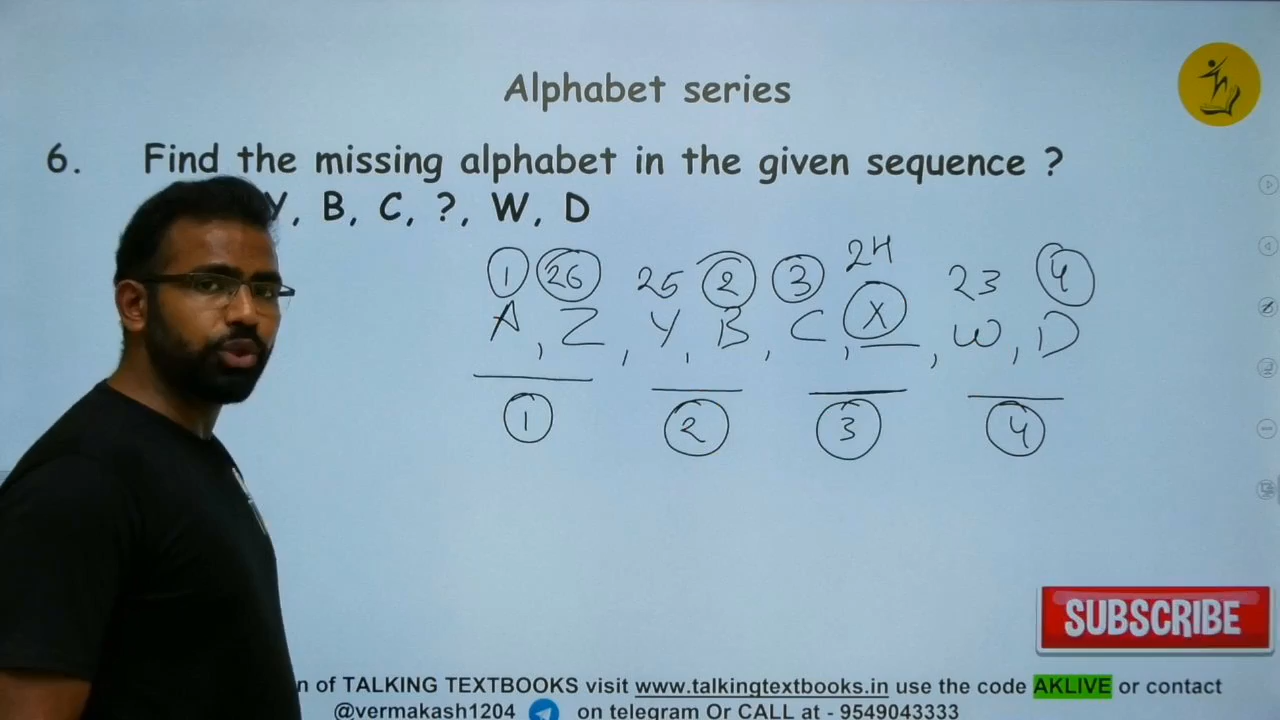 Alphabet series
6. Find the missing alphabet in the given sequence ?
Y, B, C, ?, W, D
1 26 25 2 3 24 23 4
A, Z, Y, B, C, X, W, D
1 2 3 4
SUBSCRIBE
n of TALKING TEXTBOOKS visit www.talkingtextbooks.in use the code AKLIVE or contact
@vermakash1204 on telegram Or CALL at - 9549043333